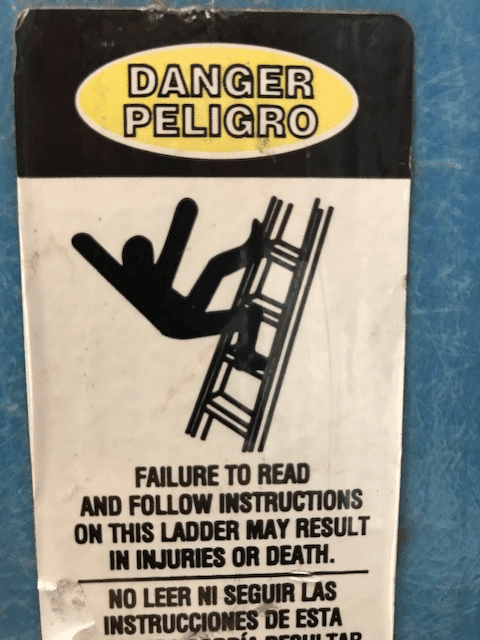 DANGER
PELIGRO
FAILURE TO READ
AND FOLLOW INSTRUCTIONS
ON THIS LADDER MAY RESULT
IN INJURIES OR DEATH.
NO LEER NI SEGUIR LAS
INSTRUCCIONES DE ESTA
RESULTAR